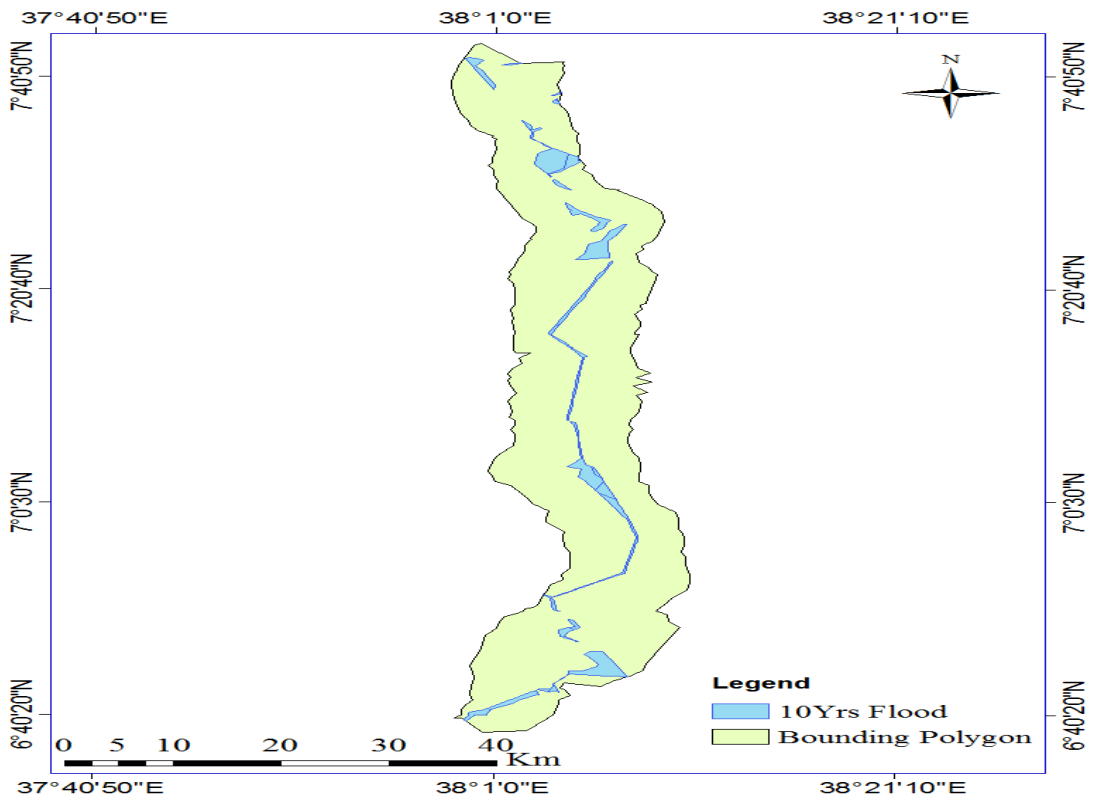 37°40'50"E 38°1'0"E 38°21'10"E
7°40'50"N 7°40'50"N
N
7°20'40"N 7°20'40"N
7°0'30"N 7°0'30"N
6°40'20"N 6°40'20"N
Legend
10Yrs Flood
Bounding Polygon
0 5 10 20 30 40
Km
37°40'50"E 38°1'0"E 38°21'10"E